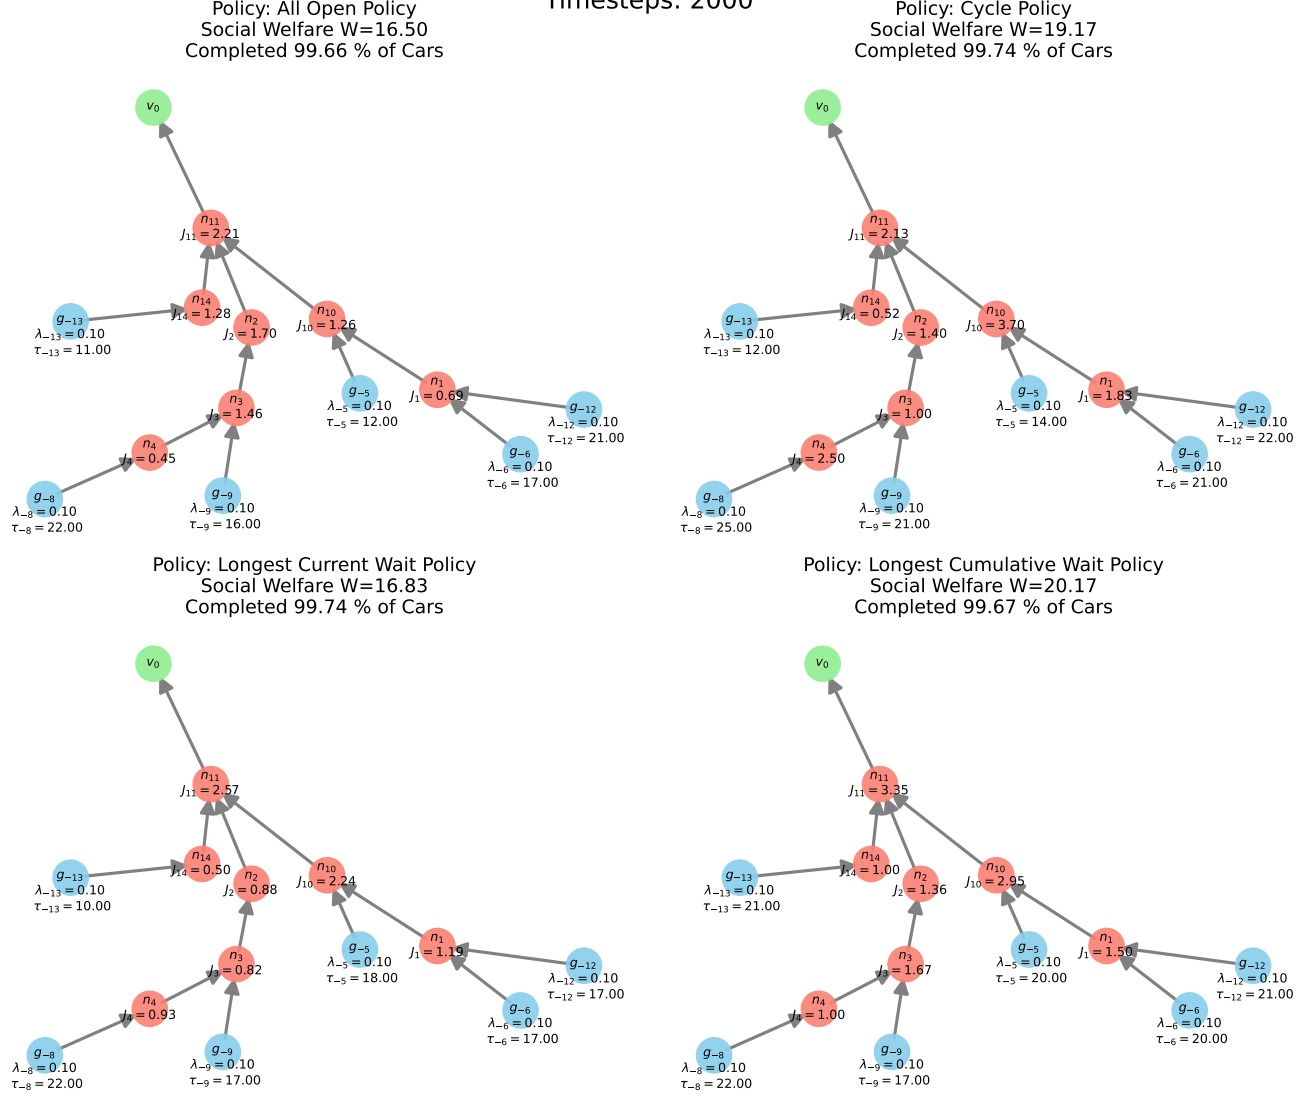 Timesteps: 2000
Policy: All Open Policy
Social Welfare W=16.50
Completed 99.66 % of Cars
v₀
n₁₁
J₁₁ = 2.21
n₁₄
J₁₄ = 1.28
n₂
J₂ = 1.70
n₁₀
J₁₀ = 1.26
g₋₁₃
λ₋₁₃ = 0.10
τ₋₁₃ = 11.00
n₃
J₃ = 1.46
g₋₅
λ₋₅ = 0.10
τ₋₅ = 12.00
n₁
J₁ = 0.69
g₋₁₂
λ₋₁₂ = 0.10
τ₋₁₂ = 21.00
n₄
J₄ = 0.45
g₋₆
λ₋₆ = 0.10
τ₋₆ = 17.00
g₋₈
λ₋₈ = 0.10
τ₋₈ = 22.00
g₋₉
λ₋₉ = 0.10
τ₋₉ = 16.00
Policy: Cycle Policy
Social Welfare W=19.17
Completed 99.74 % of Cars
v₀
n₁₁
J₁₁ = 2.13
n₁₄
J₁₄ = 0.52
n₂
J₂ = 1.40
n₁₀
J₁₀ = 3.70
g₋₁₃
λ₋₁₃ = 0.10
τ₋₁₃ = 12.00
n₃
J₃ = 1.00
g₋₅
λ₋₅ = 0.10
τ₋₅ = 14.00
n₁
J₁ = 1.83
g₋₁₂
λ₋₁₂ = 0.10
τ₋₁₂ = 22.00
n₄
J₄ = 2.50
g₋₆
λ₋₆ = 0.10
τ₋₆ = 21.00
g₋₈
λ₋₈ = 0.10
τ₋₈ = 25.00
g₋₉
λ₋₉ = 0.10
τ₋₉ = 21.00
Policy: Longest Current Wait Policy
Social Welfare W=16.83
Completed 99.74 % of Cars
v₀
n₁₁
J₁₁ = 2.57
n₁₄
J₁₄ = 0.50
n₂
J₂ = 0.88
n₁₀
J₁₀ = 2.24
g₋₁₃
λ₋₁₃ = 0.10
τ₋₁₃ = 10.00
n₃
J₃ = 0.82
g₋₅
λ₋₅ = 0.10
τ₋₅ = 18.00
n₁
J₁ = 1.19
g₋₁₂
λ₋₁₂ = 0.10
τ₋₁₂ = 17.00
n₄
J₄ = 0.93
g₋₆
λ₋₆ = 0.10
τ₋₆ = 17.00
g₋₈
λ₋₈ = 0.10
τ₋₈ = 22.00
g₋₉
λ₋₉ = 0.10
τ₋₉ = 17.00
Policy: Longest Cumulative Wait Policy
Social Welfare W=20.17
Completed 99.67 % of Cars
v₀
n₁₁
J₁₁ = 3.35
n₁₄
J₁₄ = 1.00
n₂
J₂ = 1.36
n₁₀
J₁₀ = 2.95
g₋₁₃
λ₋₁₃ = 0.10
τ₋₁₃ = 21.00
n₃
J₃ = 1.67
g₋₅
λ₋₅ = 0.10
τ₋₅ = 20.00
n₁
J₁ = 1.50
g₋₁₂
λ₋₁₂ = 0.10
τ₋₁₂ = 21.00
n₄
J₄ = 1.00
g₋₆
λ₋₆ = 0.10
τ₋₆ = 20.00
g₋₈
λ₋₈ = 0.10
τ₋₈ = 22.00
g₋₉
λ₋₉ = 0.10
τ₋₉ = 17.00